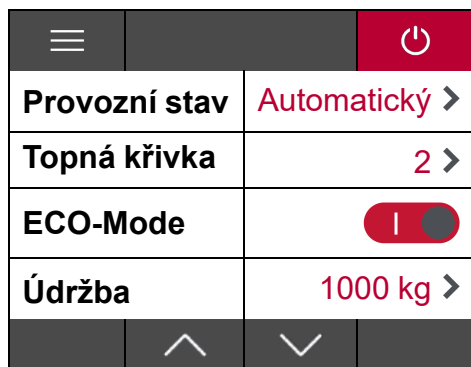 Provozní stav Automatický
Topná křivka 2
ECO-Mode
Údržba 1000 kg